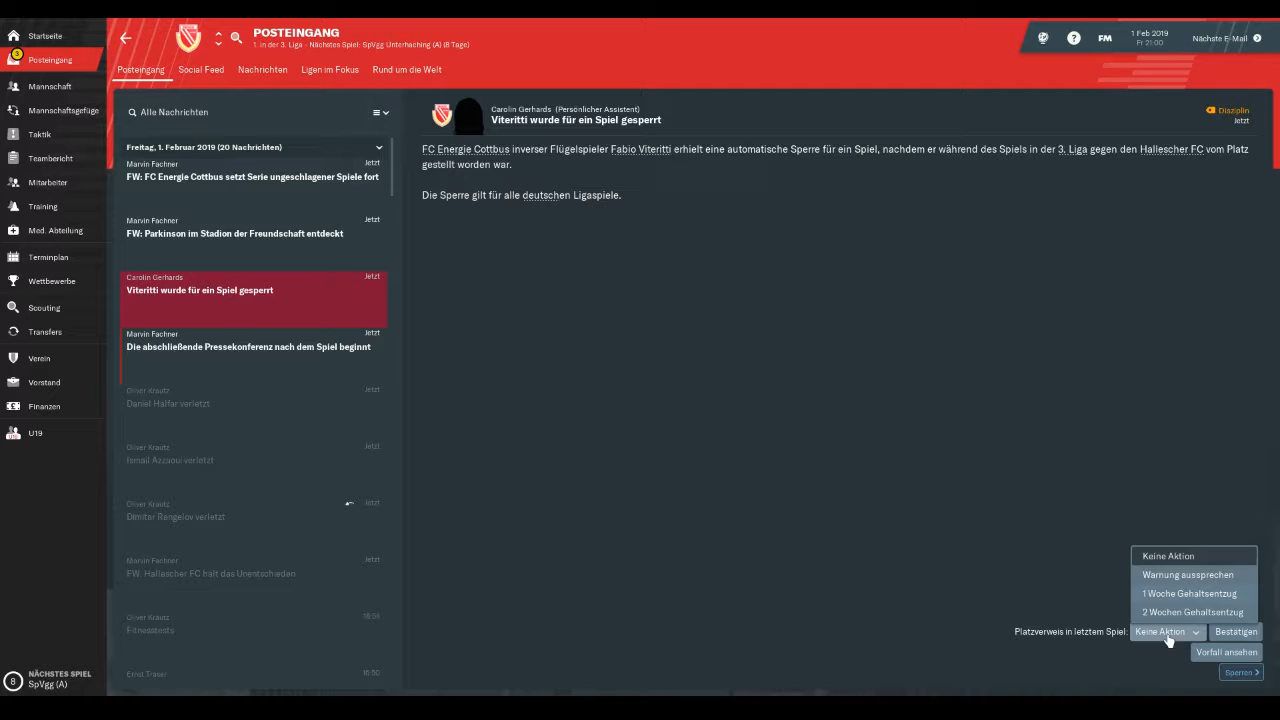 Startseite
3
Posteingang
Mannschaft
Mannschaftsgefüge
Taktik
Teambericht
Mitarbeiter
Training
Med. Abteilung
Terminplan
Wettbewerbe
Scouting
Transfers
Verein
Vorstand
Finanzen
U19
U19
8
NÄCHSTES SPIEL
SpVgg (A)
POSTEINGANG
1. in der 3. Liga - Nächstes Spiel: SpVgg Unterhaching (A) (8 Tage)
?
FM
1 Feb 2019
Fr 21:00
NÄCHSTE E-MAIL
Posteingang
Social Feed
Nachrichten
Ligen im Fokus
Rund um die Welt
Alle Nachrichten
Freitag, 1. Februar 2019 (20 Nachrichten)
Marvin Fachner
Jetzt
FW: FC Energie Cottbus setzt Serie ungeschlagener Spiele fort
Marvin Fachner
Jetzt
FW: Parkinson im Stadion der Freundschaft entdeckt
Carolin Gerhards
Jetzt
Viteritti wurde für ein Spiel gesperrt
Marvin Fachner
Jetzt
Die abschließende Pressekonferenz nach dem Spiel beginnt
Oliver Krautz
Jetzt
Daniel Halfar verletzt
Oliver Krautz
Jetzt
Ismail Azzaoui verletzt
Oliver Krautz
Jetzt
Dimitar Rangelov verletzt
Marvin Fachner
Jetzt
FW: Hallescher FC hält das Unentschieden
Oliver Krautz
Fitnesstests
16:50
Carolin Gerhards (Persönlicher Assistent)
Viteritti wurde für ein Spiel gesperrt
Disziplin
Jetzt
FC Energie Cottbus inverser Flügelspieler Fabio Viteritti erhielt eine automatische Sperre für ein Spiel, nachdem er während des Spiels in der 3. Liga gegen den Hallescher FC vom Platz
gestellt worden war.
Die Sperre gilt für alle deutschen Ligaspiele.
Keine Aktion
Warnung aussprechen
1 Woche Gehaltsentzug
2 Wochen Gehaltsentzug
Platzverweis in letztem Spiel:
Keine Aktion
Bestätigen
Vorfall ansehen
Sperren